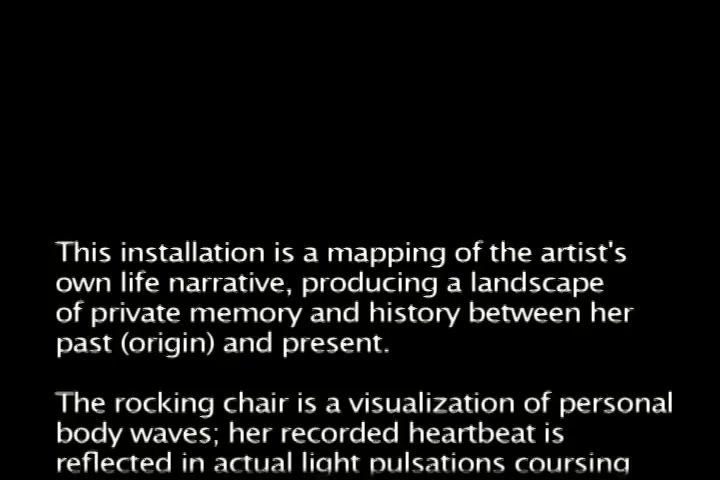 This installation is a mapping of the artist's
own life narrative, producing a landscape
of private memory and history between her
past (origin) and present.
The rocking chair is a visualization of personal
body waves; her recorded heartbeat is
reflected in actual light pulsations coursing